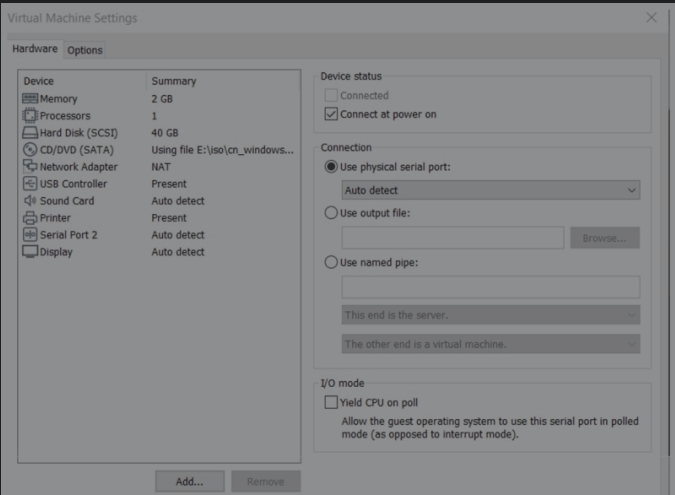 Virtual Machine Settings
Hardware Options
Device Summary
Memory 2 GB
Processors 1
Hard Disk (SCSI) 40 GB
CD/DVD (SATA) Using file E:\iso\cn_windows...
Network Adapter NAT
USB Controller Present
Sound Card Auto detect
Printer Present
Serial Port 2 Auto detect
Display Auto detect
Add... Remove
Device status
Connected
Connect at power on
Connection
Use physical serial port:
Auto detect
Use output file:
Browse...
Use named pipe:
This end is the server.
The other end is a virtual machine.
I/O mode
Yield CPU on poll
Allow the guest operating system to use this serial port in polled
mode (as opposed to interrupt mode).